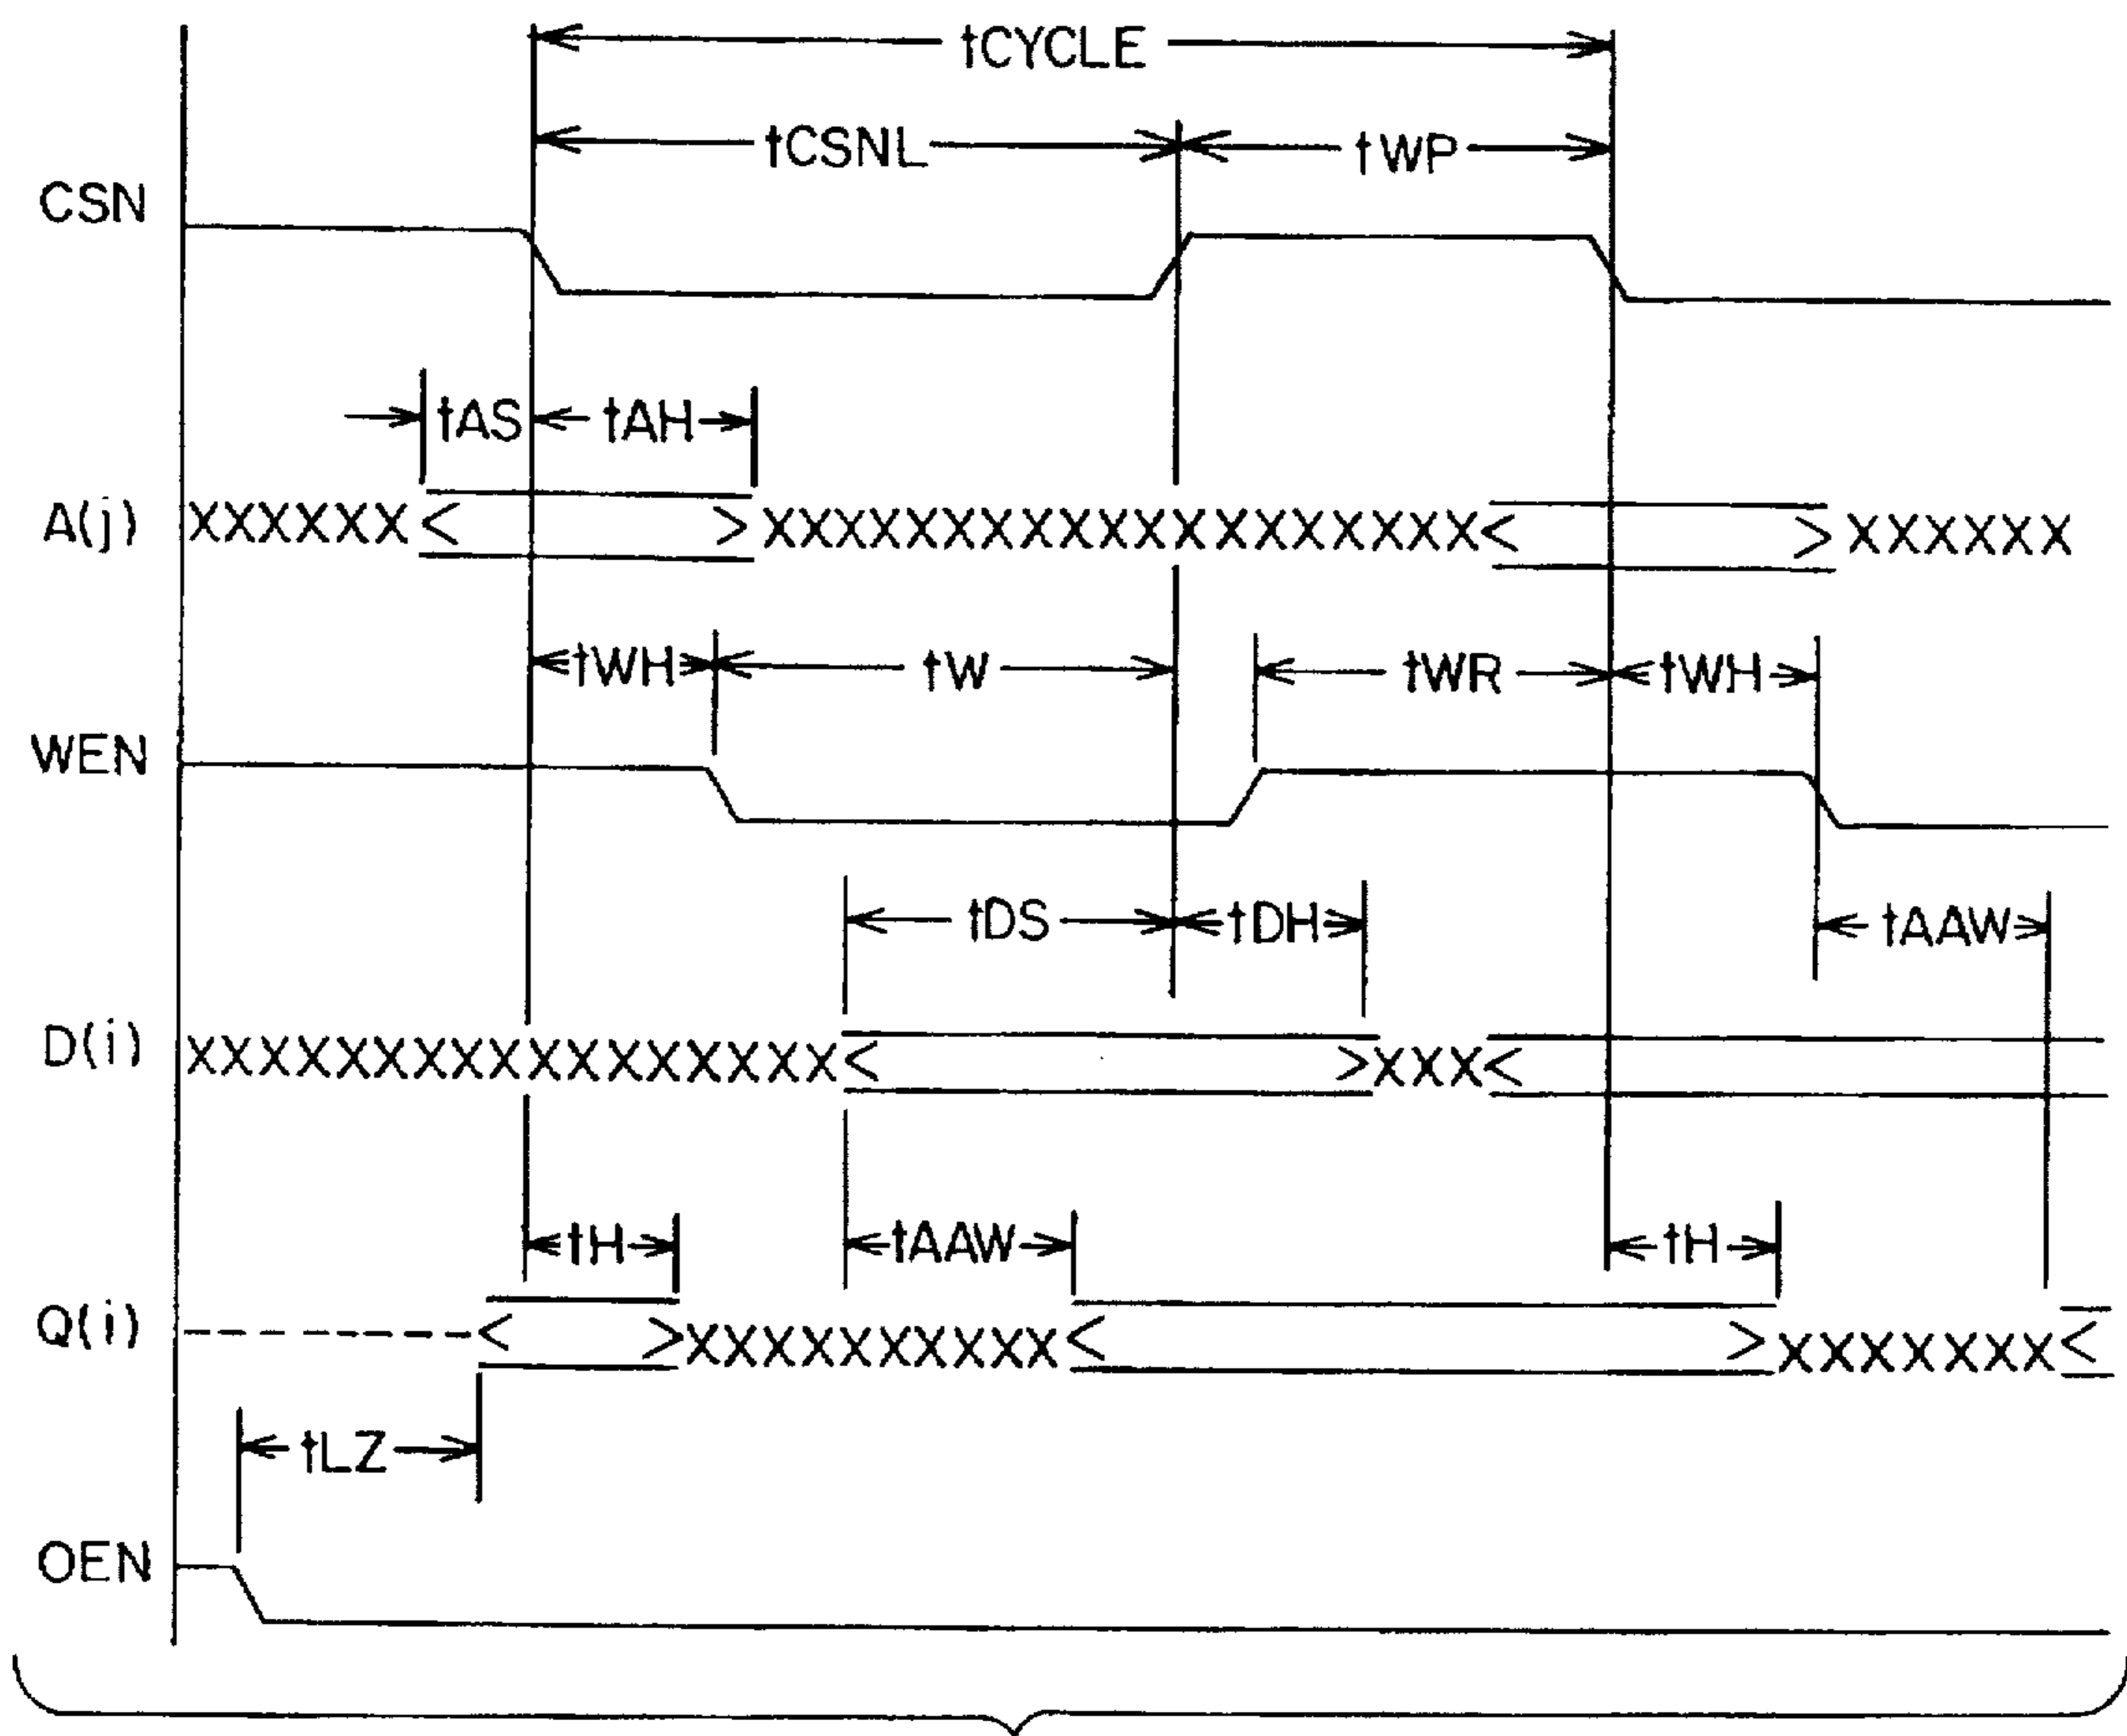 tCYCLE
tCSNL tWP
CSN
tAS tAH
A(j) XXXXXX< >XXXXXXXXXXXXXXXXXXX< >XXXXXX
tWH tW tWR tWH
WEN
tDS tDH tAAW
D(i) XXXXXXXXXXXXXXXXX< >XXX<
tH tAAW tH
Q(i) < >XXXXXXXXXX< >XXXXXXX<
tLZ
OEN